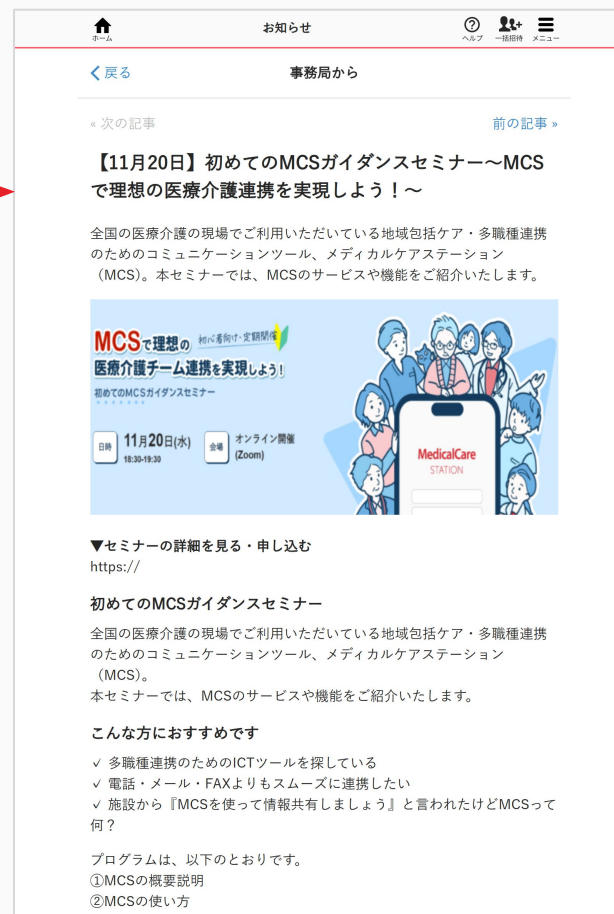 お知らせ
ホーム
ヘルプ
一括招待
メニュー
戻る
事務局から
« 次の記事
前の記事 »
【11月20日】初めてのMCSガイダンスセミナー〜MCS
で理想の医療介護連携を実現しよう！〜
全国の医療介護の現場でご利用いただいている地域包括ケア・多職種連携
のためのコミュニケーションツール、メディカルケアステーション
（MCS）。本セミナーでは、MCSのサービスや機能をご紹介いたします。
MCSで理想の 初心者向け・定期開催
医療介護チーム連携を実現しよう！
初めてのMCSガイダンスセミナー
日時 11月20日(水)
18:30-19:30
会場 オンライン開催
(Zoom)
MedicalCare
STATION
▼セミナーの詳細を見る・申し込む
https://
初めてのMCSガイダンスセミナー
全国の医療介護の現場でご利用いただいている地域包括ケア・多職種連携
のためのコミュニケーションツール、メディカルケアステーション
（MCS）。
本セミナーでは、MCSのサービスや機能をご紹介いたします。
こんな方におすすめです
✓ 多職種連携のためのICTツールを探している
✓ 電話・メール・FAXよりもスムーズに連携したい
✓ 施設から『MCSを使って情報共有しましょう』と言われたけどMCSって
何？
プログラムは、以下のとおりです。
①MCSの概要説明
②MCSの使い方